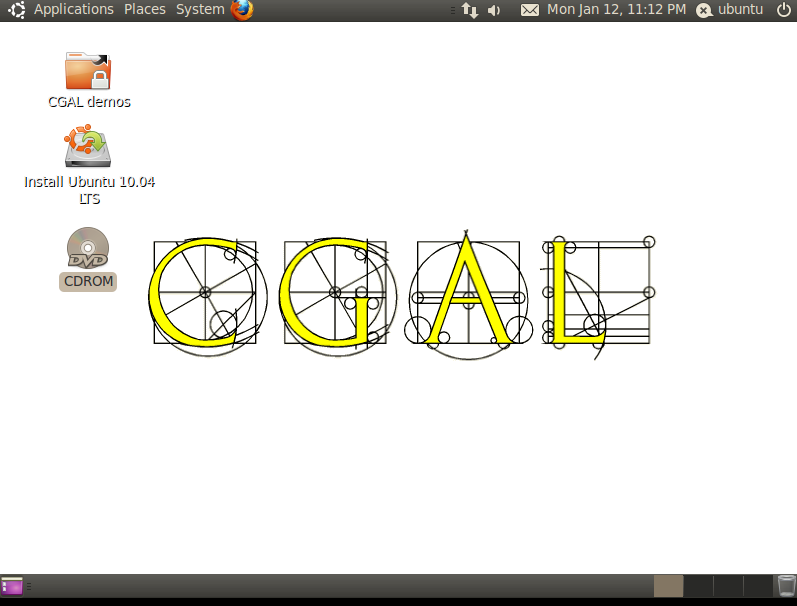 Applications Places System Mon Jan 12, 11:12 PM ubuntu
CGAL demos
Install Ubuntu 10.04
LTS
DVD
CDROM
CGAL